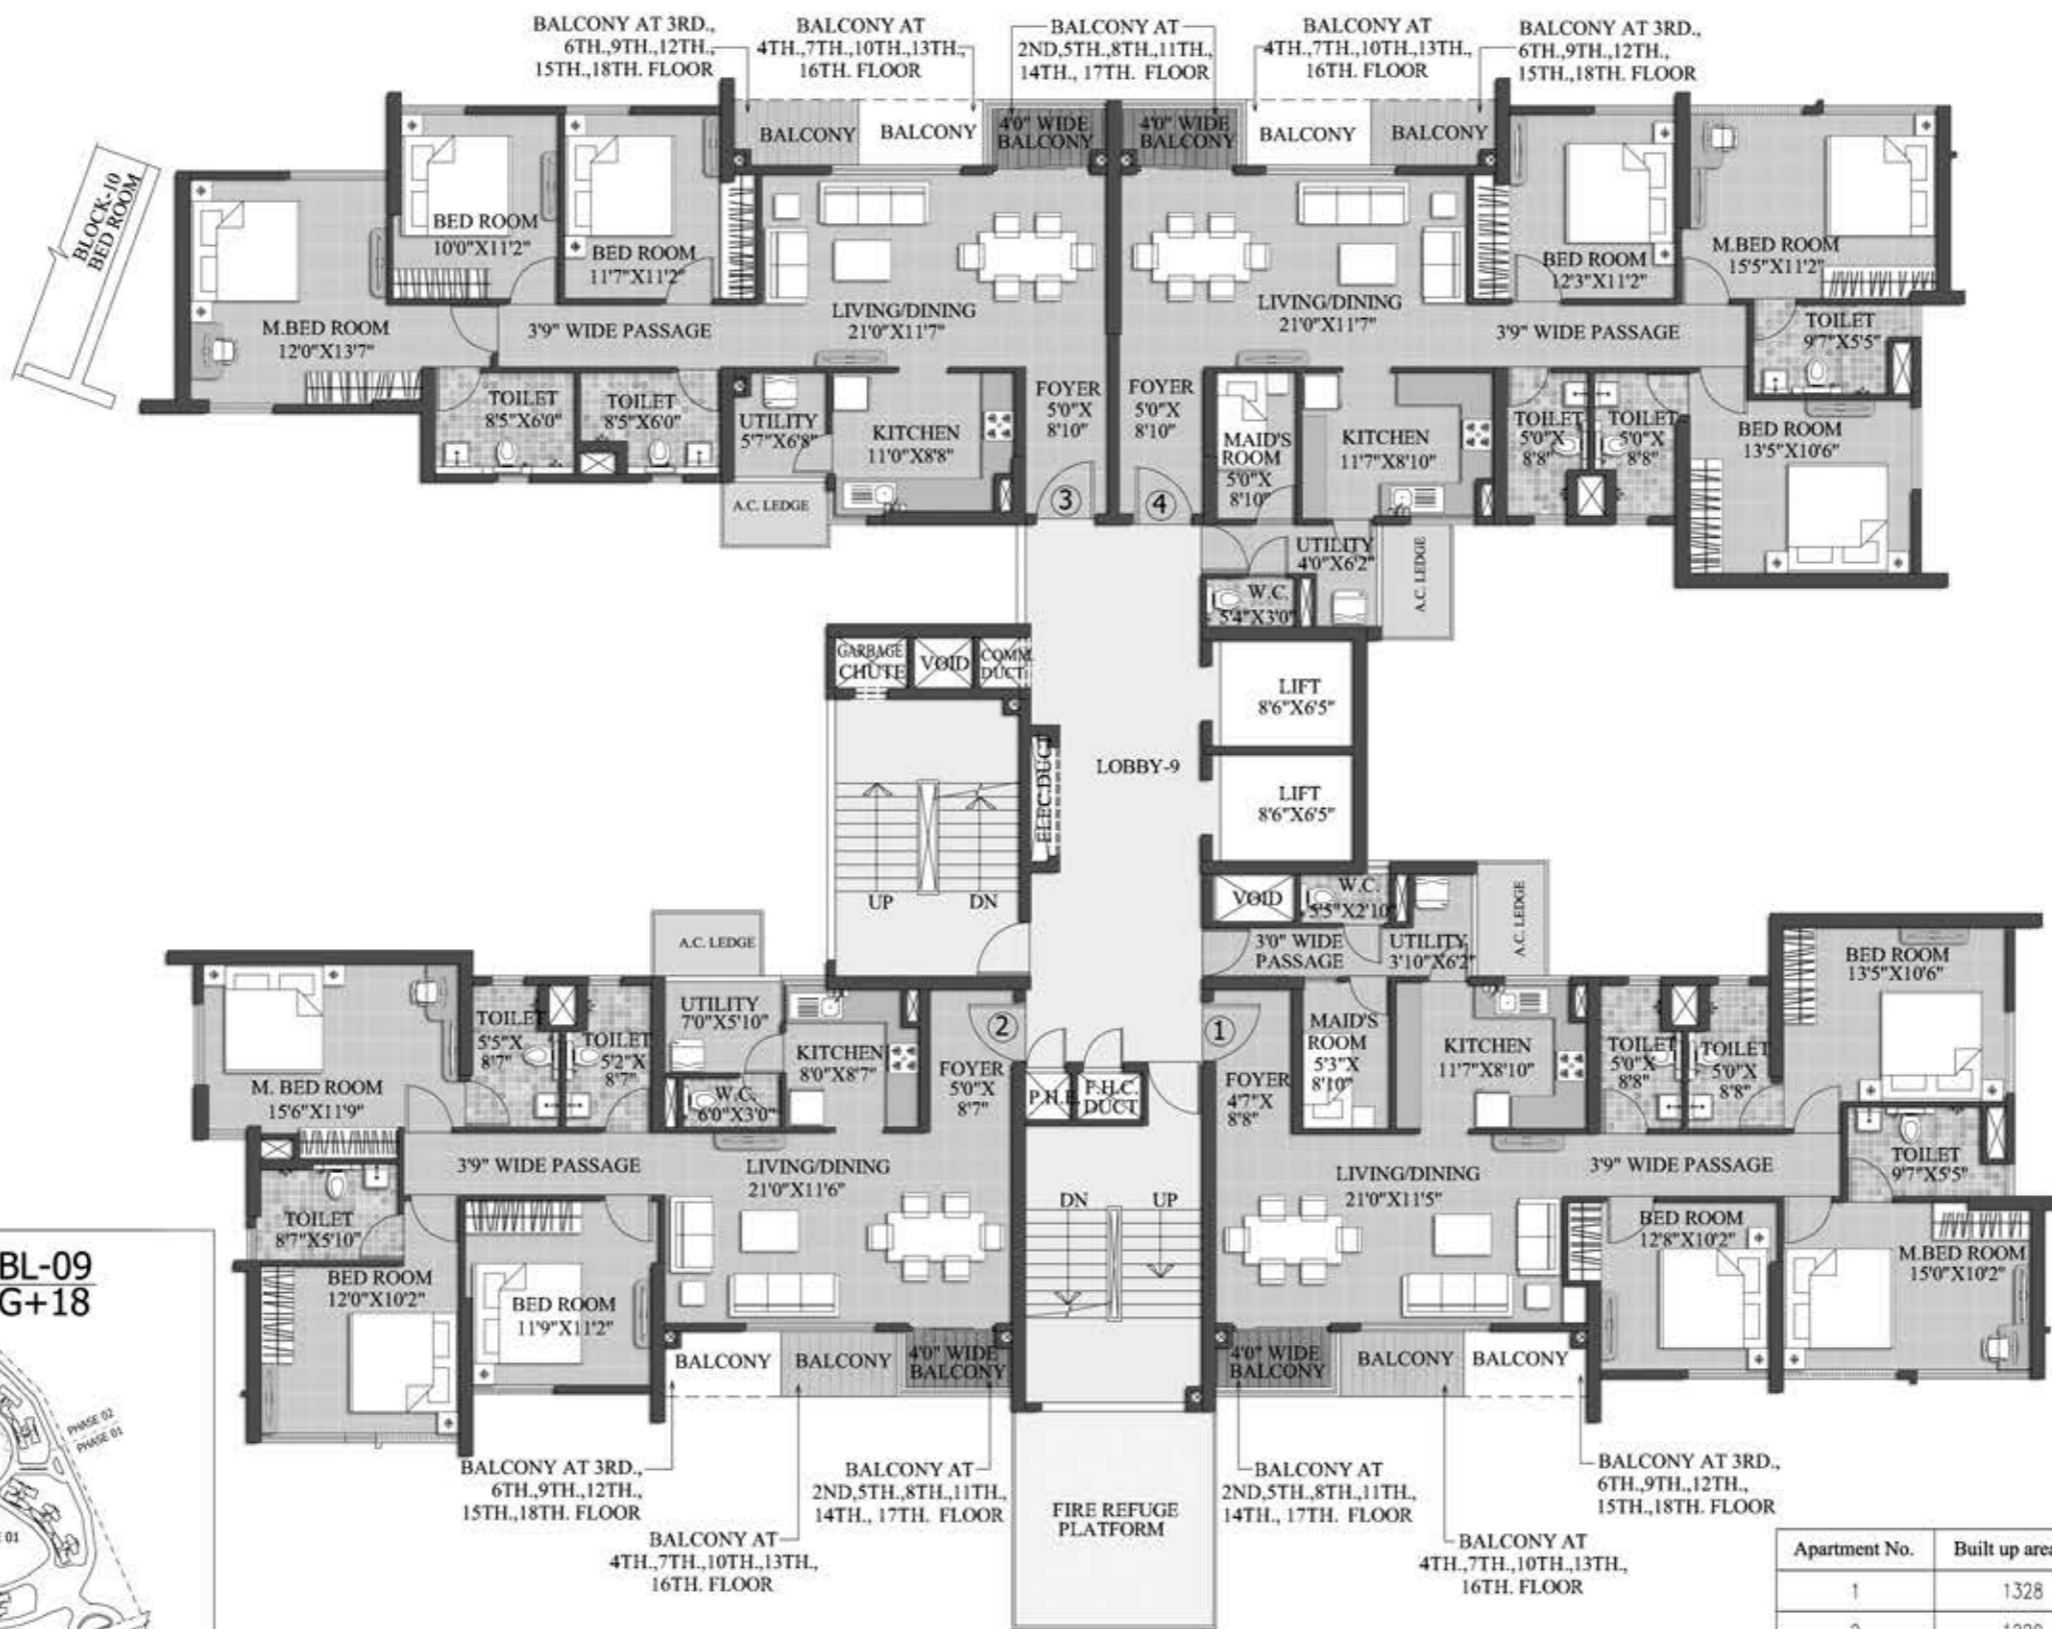 BALCONY AT 3RD.,
6TH.,9TH.,12TH.,
15TH.,18TH. FLOOR
BALCONY AT
4TH.,7TH.,10TH.,13TH.,
16TH. FLOOR
BALCONY AT
2ND,5TH.,8TH.,11TH.,
14TH., 17TH. FLOOR
BALCONY AT
4TH.,7TH.,10TH.,13TH.,
16TH. FLOOR
BALCONY AT 3RD.,
6TH.,9TH.,12TH.,
15TH.,18TH. FLOOR
BLOCK-10
BED ROOM
BALCONY
BALCONY
4'0" WIDE
BALCONY
4'0" WIDE
BALCONY
BALCONY
BALCONY
BED ROOM
10'0"X11'2"
BED ROOM
11'7"X11'2"
M.BED ROOM
12'0"X13'7"
3'9" WIDE PASSAGE
LIVING/DINING
21'0"X11'7"
LIVING/DINING
21'0"X11'7"
BED ROOM
12'3"X11'2"
M.BED ROOM
15'5"X11'2"
3'9" WIDE PASSAGE
TOILET
9'7"X5'5"
TOILET
8'5"X6'0"
TOILET
8'5"X6'0"
UTILITY
5'7"X6'8"
KITCHEN
11'0"X8'8"
FOYER
5'0"X
8'10"
FOYER
5'0"X
8'10"
MAID'S
ROOM
5'0"X
8'10"
KITCHEN
11'7"X8'10"
TOILET
5'0"X
8'8"
TOILET
5'0"X
8'8"
BED ROOM
13'5"X10'6"
A.C. LEDGE
3
4
UTILITY
4'0"X6'2"
A.C. LEDGE
W.C.
5'4"X3'0"
GARBAGE
CHUTE
VOID
COMM.
DUCT
LIFT
8'6"X6'5"
ELEC.DUCT
LOBBY-9
LIFT
8'6"X6'5"
UP
DN
VOID
W.C.
5'5"X2'10"
A.C. LEDGE
3'0" WIDE
PASSAGE
UTILITY
3'10"X6'2"
BED ROOM
13'5"X10'6"
A.C. LEDGE
UTILITY
7'0"X5'10"
TOILET
5'5"X
8'7"
TOILET
5'2"X
8'7"
KITCHEN
8'0"X8'7"
2
1
FOYER
5'0"X
8'7"
M. BED ROOM
15'6"X11'9"
W.C.
6'0"X3'0"
P.H.E
F.H.C.
DUCT
FOYER
4'7"X
8'8"
MAID'S
ROOM
5'3"X
8'10"
KITCHEN
11'7"X8'10"
TOILET
5'0"X
8'8"
TOILET
5'0"X
8'8"
3'9" WIDE PASSAGE
LIVING/DINING
21'0"X11'6"
LIVING/DINING
21'0"X11'5"
3'9" WIDE PASSAGE
TOILET
9'7"X5'5"
DN
UP
TOILET
8'7"X5'10"
BED ROOM
12'0"X10'2"
BED ROOM
11'9"X11'2"
BED ROOM
12'8"X10'2"
M.BED ROOM
15'0"X10'2"
BALCONY
BALCONY
4'0" WIDE
BALCONY
4'0" WIDE
BALCONY
BALCONY
BALCONY
BL-09
G+18
PHASE 02
PHASE 01
01
BALCONY AT 3RD.,
6TH.,9TH.,12TH.,
15TH.,18TH. FLOOR
BALCONY AT
4TH.,7TH.,10TH.,13TH.,
16TH. FLOOR
BALCONY AT
2ND,5TH.,8TH.,11TH.,
14TH., 17TH. FLOOR
FIRE REFUGE
PLATFORM
BALCONY AT
2ND,5TH.,8TH.,11TH.,
14TH., 17TH. FLOOR
BALCONY AT
4TH.,7TH.,10TH.,13TH.,
16TH. FLOOR
BALCONY AT 3RD.,
6TH.,9TH.,12TH.,
15TH.,18TH. FLOOR
Apartment No. Built up area
1 1328